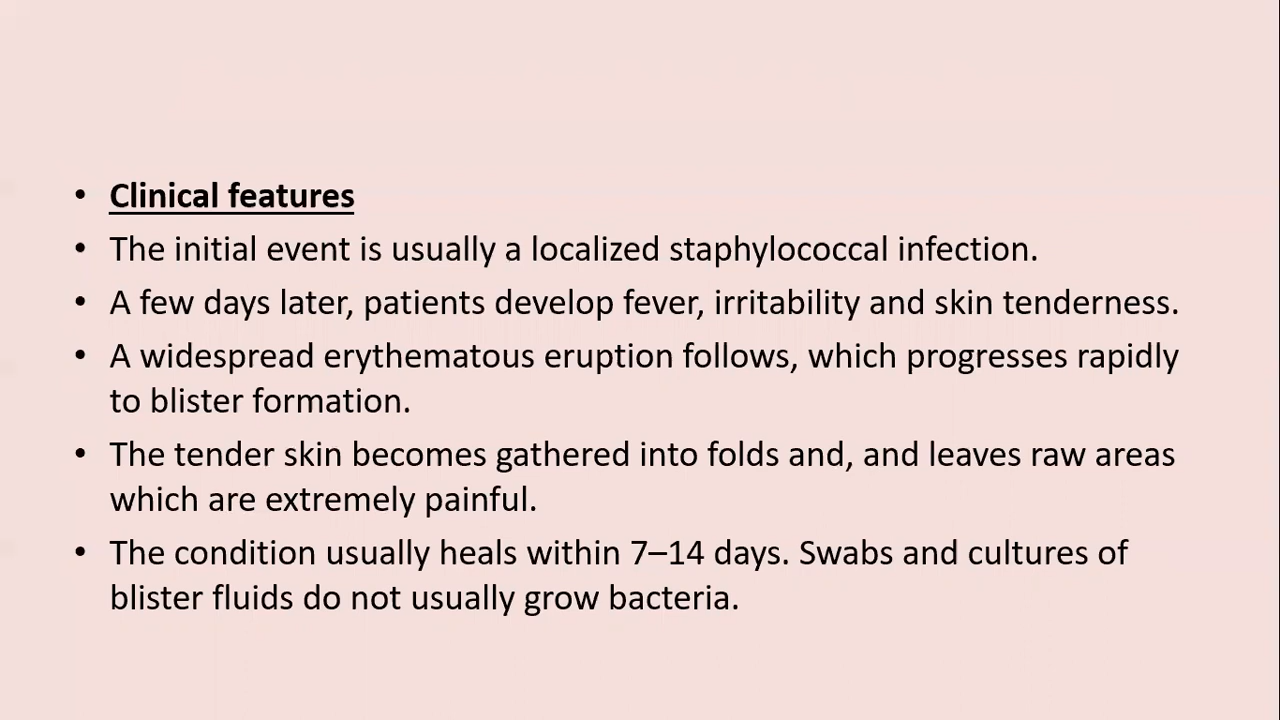 • Clinical features
• The initial event is usually a localized staphylococcal infection.
• A few days later, patients develop fever, irritability and skin tenderness.
• A widespread erythematous eruption follows, which progresses rapidly
to blister formation.
• The tender skin becomes gathered into folds and, and leaves raw areas
which are extremely painful.
• The condition usually heals within 7–14 days. Swabs and cultures of
blister fluids do not usually grow bacteria.